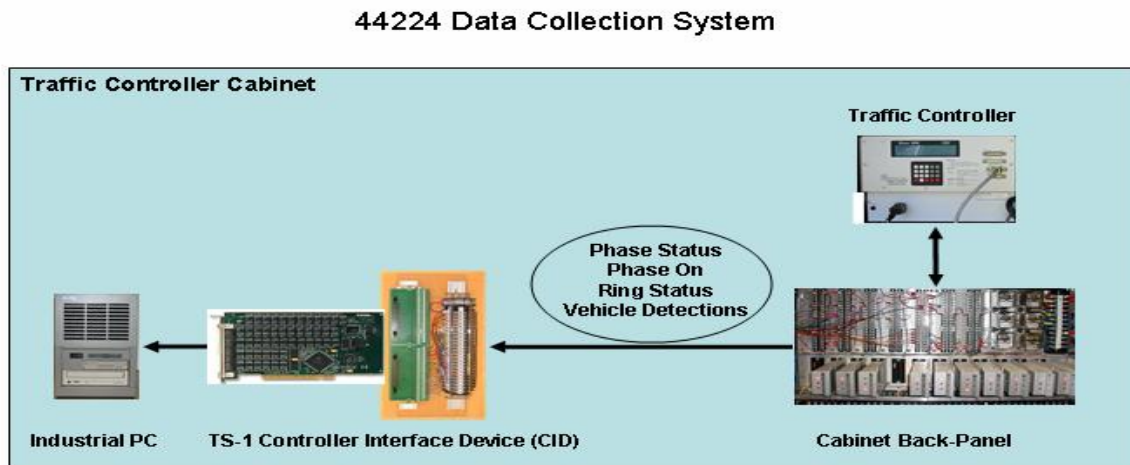 44224 Data Collection System
Traffic Controller Cabinet
Traffic Controller
Phase Status
Phase On
Ring Status
Vehicle Detections
Industrial PC
TS-1 Controller Interface Device (CID)
Cabinet Back-Panel